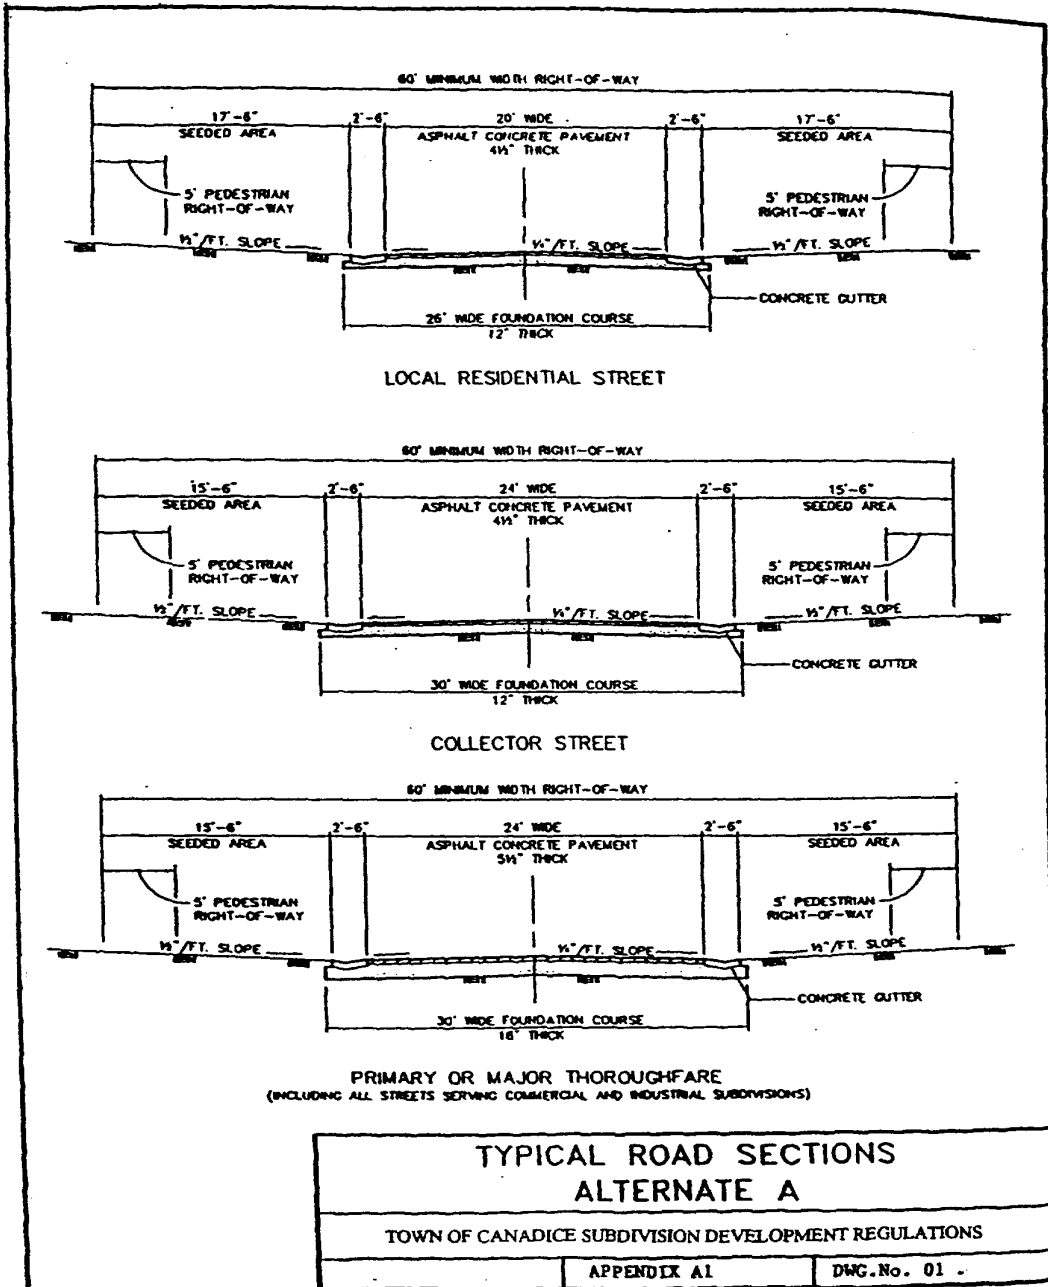 60' MINIMUM WIDTH RIGHT-OF-WAY
17'-6" 2'-6" 20' WIDE 2'-6" 17'-6"
SEEDED AREA ASPHALT CONCRETE PAVEMENT SEEDED AREA
4½" THICK
5' PEDESTRIAN 5' PEDESTRIAN
RIGHT-OF-WAY RIGHT-OF-WAY
½"/FT. SLOPE ¼"/FT. SLOPE ½"/FT. SLOPE
CONCRETE GUTTER
26' WIDE FOUNDATION COURSE
12" THICK
LOCAL RESIDENTIAL STREET
60' MINIMUM WIDTH RIGHT-OF-WAY
15'-6" 2'-6" 24' WIDE 2'-6" 15'-6"
SEEDED AREA ASPHALT CONCRETE PAVEMENT SEEDED AREA
4½" THICK
5' PEDESTRIAN 5' PEDESTRIAN
RIGHT-OF-WAY RIGHT-OF-WAY
½"/FT. SLOPE ¼"/FT. SLOPE ½"/FT. SLOPE
CONCRETE GUTTER
30' WIDE FOUNDATION COURSE
12" THICK
COLLECTOR STREET
60' MINIMUM WIDTH RIGHT-OF-WAY
15'-6" 2'-6" 24' WIDE 2'-6" 15'-6"
SEEDED AREA ASPHALT CONCRETE PAVEMENT SEEDED AREA
5½" THICK
5' PEDESTRIAN 5' PEDESTRIAN
RIGHT-OF-WAY RIGHT-OF-WAY
½"/FT. SLOPE ¼"/FT. SLOPE ½"/FT. SLOPE
CONCRETE GUTTER
30' WIDE FOUNDATION COURSE
THICK
PRIMARY OR MAJOR THOROUGHFARE
(INCLUDING ALL STREETS SERVING COMMERCIAL AND INDUSTRIAL SUBDIVISIONS)
TYPICAL ROAD SECTIONS
ALTERNATE A
TOWN OF CANADICE SUBDIVISION DEVELOPMENT REGULATIONS
APPENDIX A1 DWG.No. 01